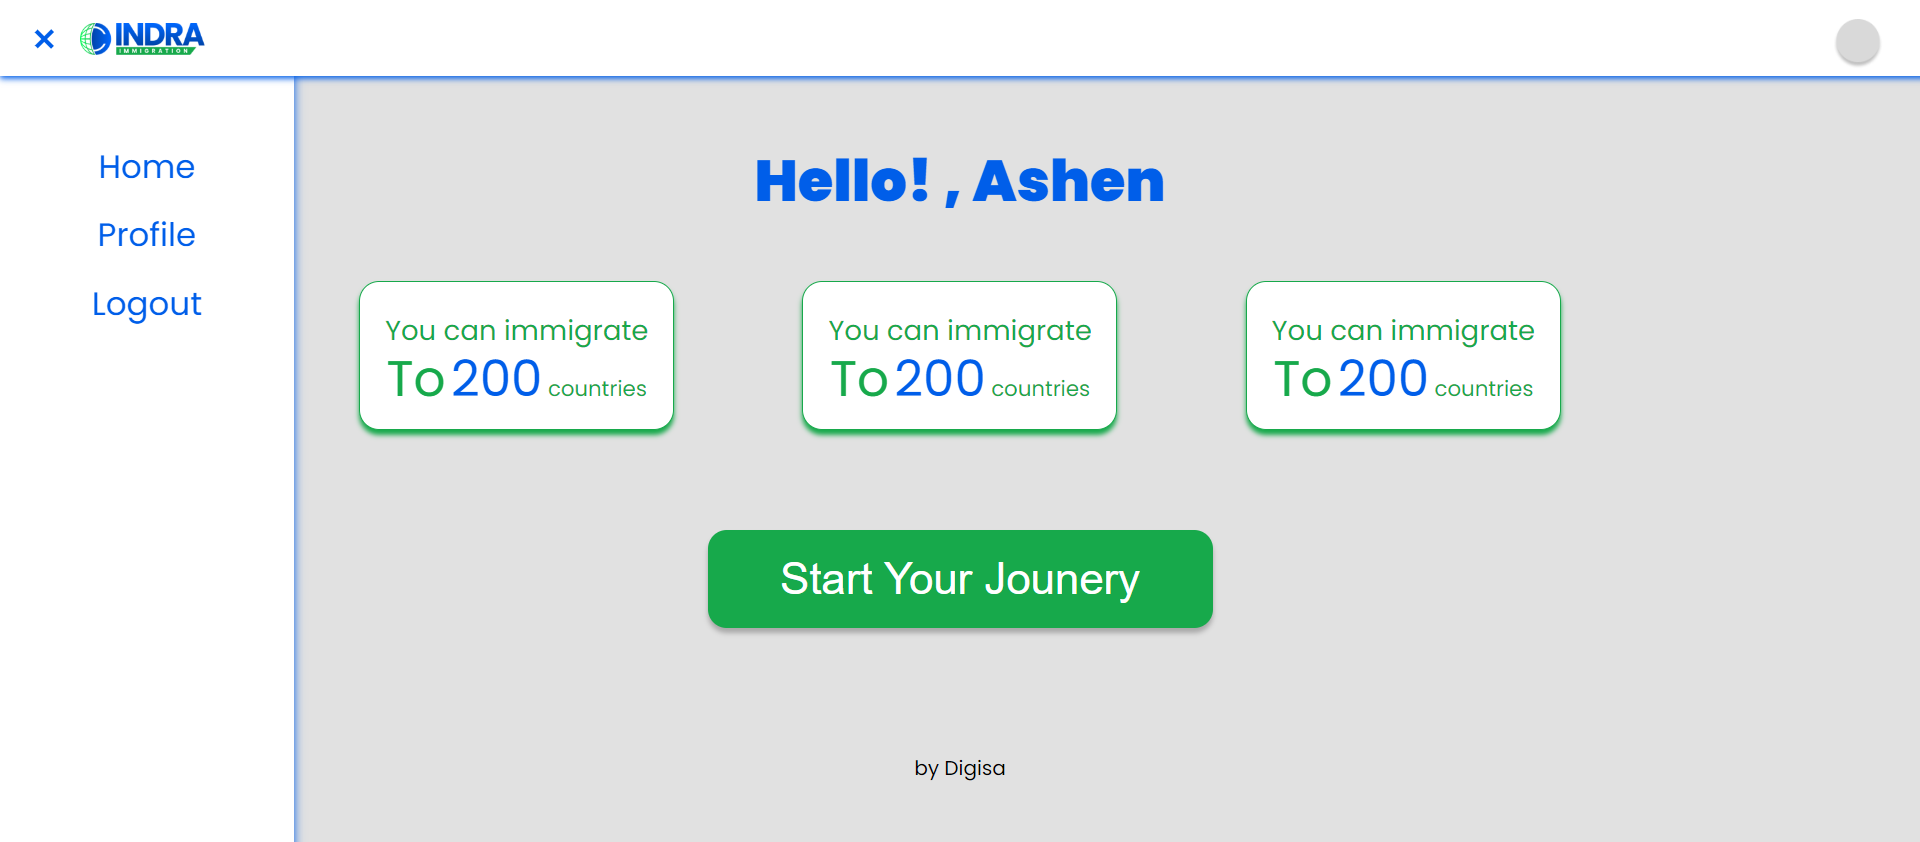 INDRA
IMMIGRATION
Home
Profile
Logout
Hello! , Ashen
You can immigrate
To 200 countries
You can immigrate
To 200 countries
You can immigrate
To 200 countries
Start Your Jounery
by Digisa